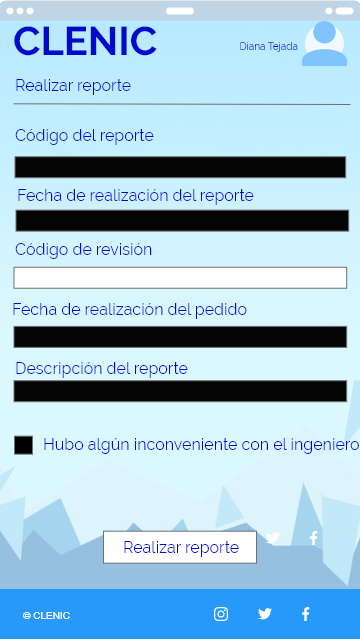 CLENIC
Diana Tejada
Realizar reporte
Código del reporte
Fecha de realización del reporte
Código de revisión
Fecha de realización del pedido
Descripción del reporte
Hubo algún inconveniente con el ingeniero
Realizar reporte
© CLENIC